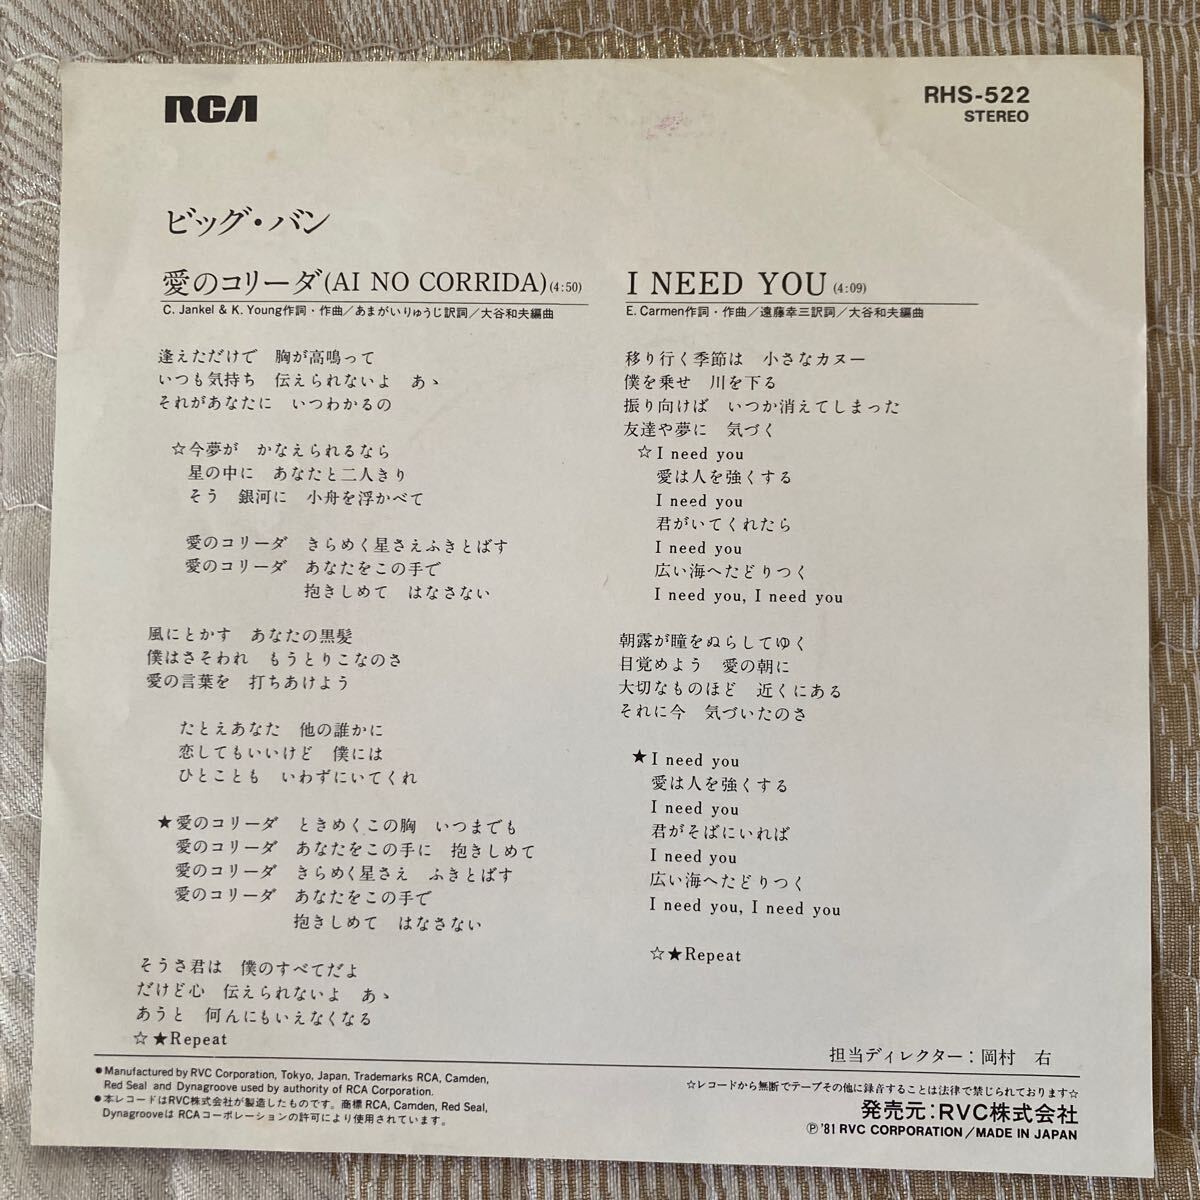 RCA
RHS-522
STEREO
ビッグ・バン
愛のコリーダ(AI NO CORRIDA)(4:50)
C. Jankel & K. Young作詞・作曲/あまがいりゅうじ訳詞/大谷和夫編曲
逢えただけで 胸が高鳴って
いつも気持ち 伝えられないよ あゝ
それがあなたに いつわかるの
☆今夢が かなえられるなら
星の中に あなたと二人きり
そう 銀河に 小舟を浮かべて
愛のコリーダ きらめく星さえふきとばす
愛のコリーダ あなたをこの手で
抱きしめて はなさない
風にとかす あなたの黒髪
僕はさそわれ もうとりこなのさ
愛の言葉を 打ちあけよう
たとえあなた 他の誰かに
恋してもいいけど 僕には
ひとことも いわずにいてくれ
★愛のコリーダ ときめくこの胸 いつまでも
愛のコリーダ あなたをこの手に 抱きしめて
愛のコリーダ きらめく星さえ ふきとばす
愛のコリーダ あなたをこの手で
抱きしめて はなさない
そうさ君は 僕のすべてだよ
だけど心 伝えられないよ あゝ
あうと 何んにもいえなくなる
☆★Repeat
I NEED YOU(4:09)
E. Carmen作詞・作曲/遠藤幸三訳詞/大谷和夫編曲
移り行く季節は 小さなカヌー
僕を乗せ 川を下る
振り向けば いつか消えてしまった
友達や夢に 気づく
☆I need you
愛は人を強くする
I need you
君がいてくれたら
I need you
広い海へたどりつく
I need you, I need you
朝露が瞳をぬらしてゆく
目覚めよう 愛の朝に
大切なものほど 近くにある
それに今 気づいたのさ
★I need you
愛は人を強くする
I need you
君がそばにいれば
I need you
広い海へたどりつく
I need you, I need you
☆★Repeat
担当ディレクター:岡村 右
●Manufactured by RVC Corporation, Tokyo, Japan, Trademarks RCA, Camden,
Red Seal and Dynagroove used by authority of RCA Corporation.
●本レコードはRVC株式会社が製造したものです。商標RCA, Camden, Red Seal,
DynagrooveはRCAコーポレーションの許可により使用されています。
☆レコードから無断でテープその他に録音することは法律で禁じられております☆
発売元:RVC株式会社
Ⓟ'81 RVC CORPORATION/MADE IN JAPAN